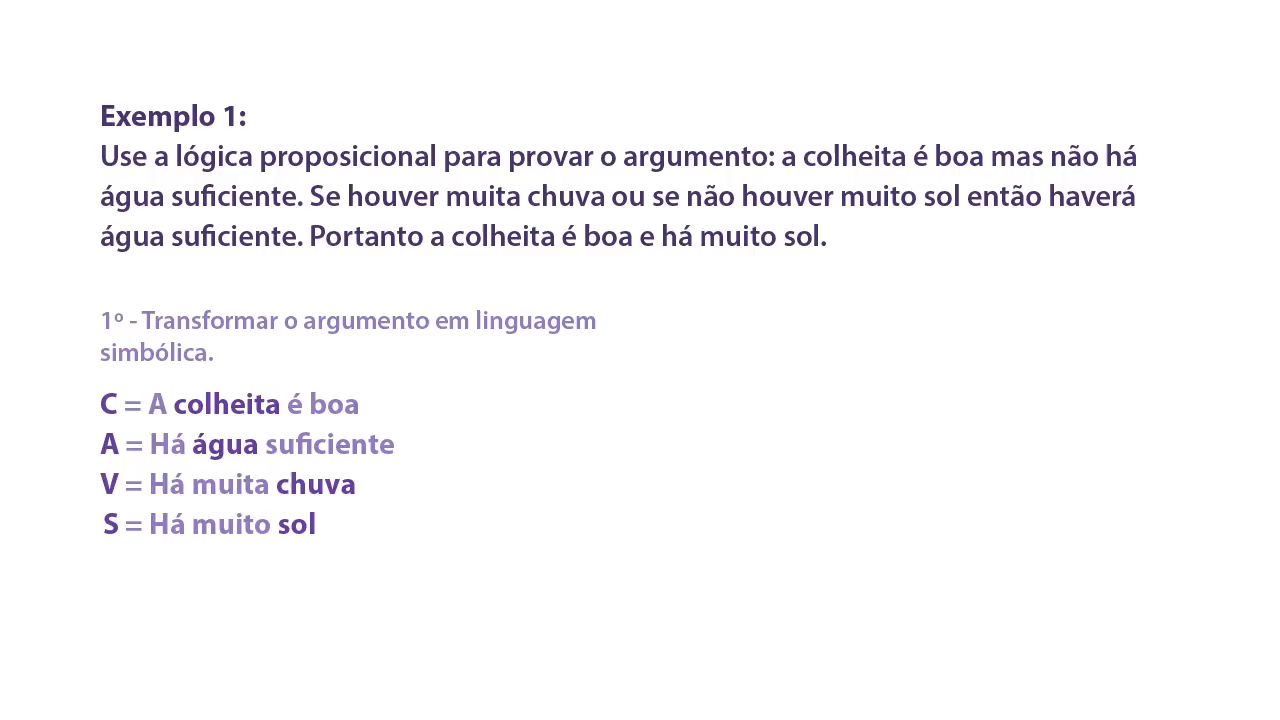 Exemplo 1:
Use a lógica proposicional para provar o argumento: a colheita é boa mas não há
água suficiente. Se houver muita chuva ou se não houver muito sol então haverá
água suficiente. Portanto a colheita é boa e há muito sol.
1º - Transformar o argumento em linguagem
simbólica.
C = A colheita é boa
A = Há água suficiente
V = Há muita chuva
S = Há muito sol